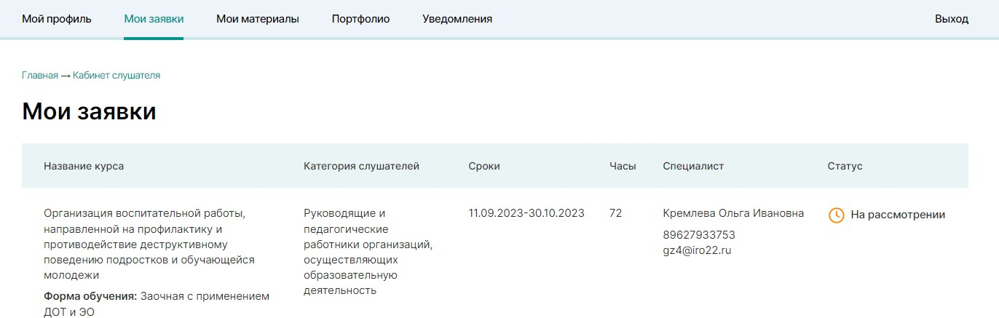 Мой профиль Мои заявки Мои материалы Портфолио Уведомления Выход
Главная → Кабинет слушателя
Мои заявки
Название курса Категория слушателей Сроки Часы Специалист Статус
Организация воспитательной работы,
направленной на профилактику и
противодействие деструктивному
поведению подростков и обучающейся
молодежи
Форма обучения: Заочная с применением
ДОТ и ЭО
Руководящие и
педагогические
работники организаций,
осуществляющих
образовательную
деятельность
11.09.2023-30.10.2023
72
Кремлева Ольга Ивановна
89627933753
gz4@iro22.ru
На рассмотрении